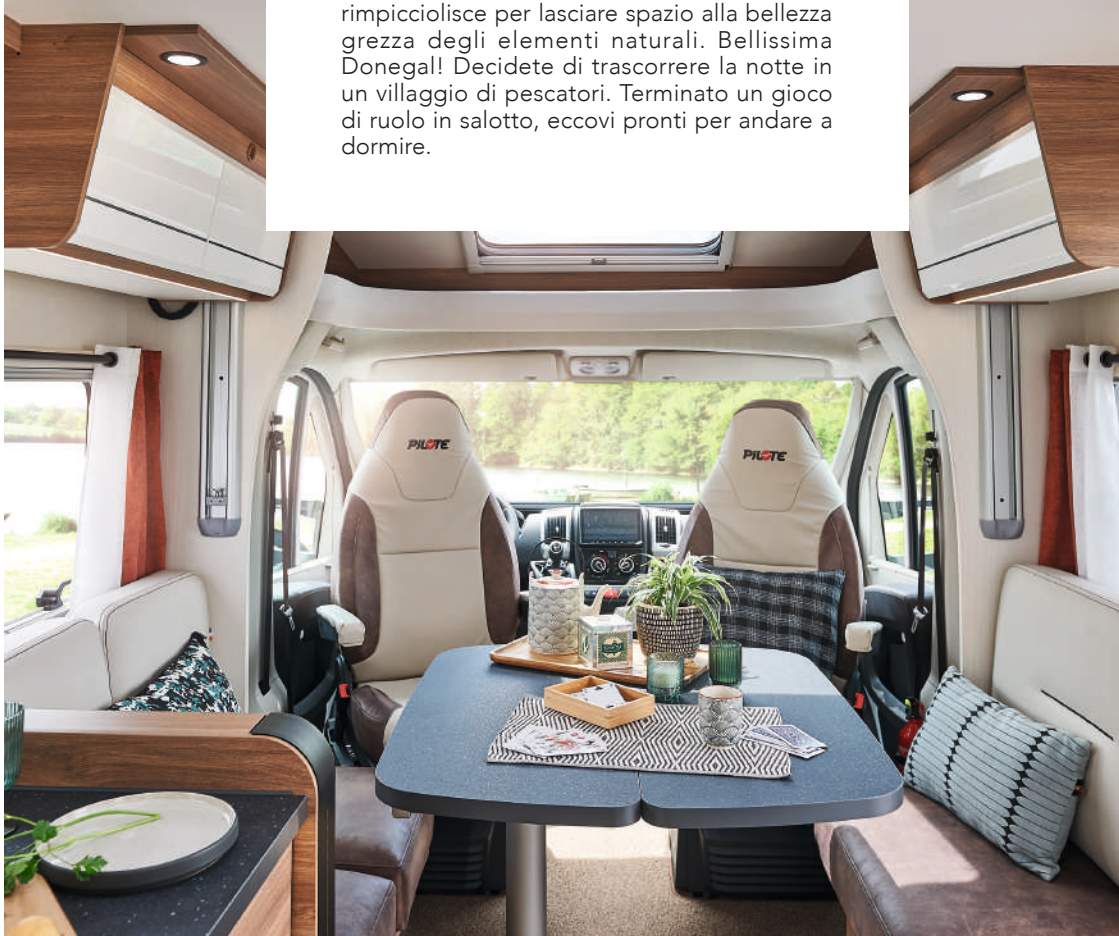 rimpicciolisce per lasciare spazio alla bellezza
grezza degli elementi naturali. Bellissima
Donegal! Decidete di trascorrere la notte in
un villaggio di pescatori. Terminato un gioco
di ruolo in salotto, eccovi pronti per andare a
dormire.
PILOTE
PILOTE